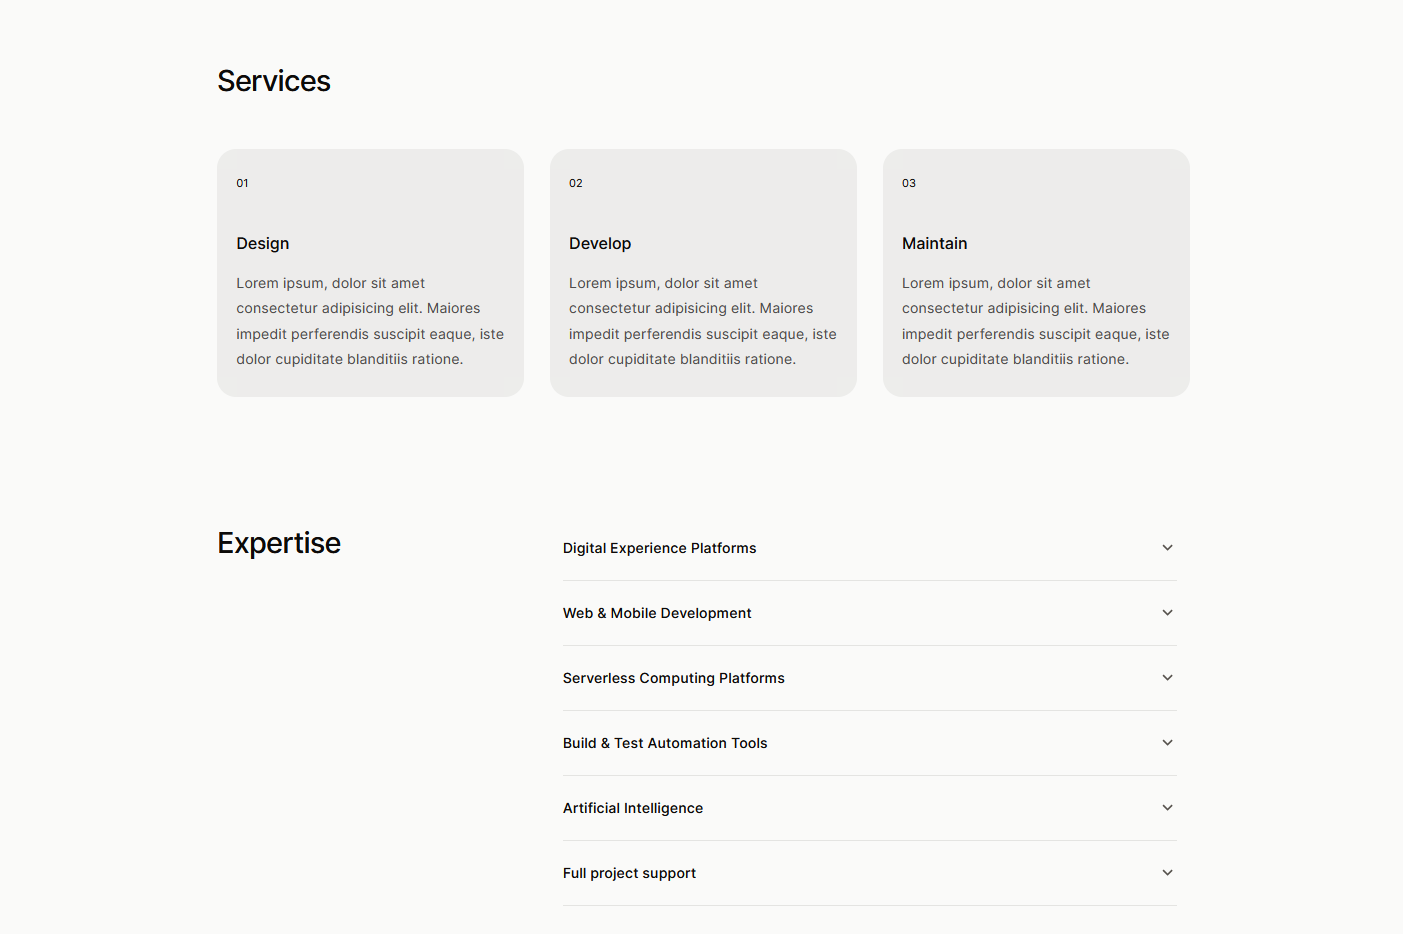 Services
01
Design
Lorem ipsum, dolor sit amet
consectetur adipisicing elit. Maiores
impedit perferendis suscipit eaque, iste
dolor cupiditate blanditiis ratione.
02
Develop
Lorem ipsum, dolor sit amet
consectetur adipisicing elit. Maiores
impedit perferendis suscipit eaque, iste
dolor cupiditate blanditiis ratione.
03
Maintain
Lorem ipsum, dolor sit amet
consectetur adipisicing elit. Maiores
impedit perferendis suscipit eaque, iste
dolor cupiditate blanditiis ratione.
Expertise
Digital Experience Platforms
Web & Mobile Development
Serverless Computing Platforms
Build & Test Automation Tools
Artificial Intelligence
Full project support